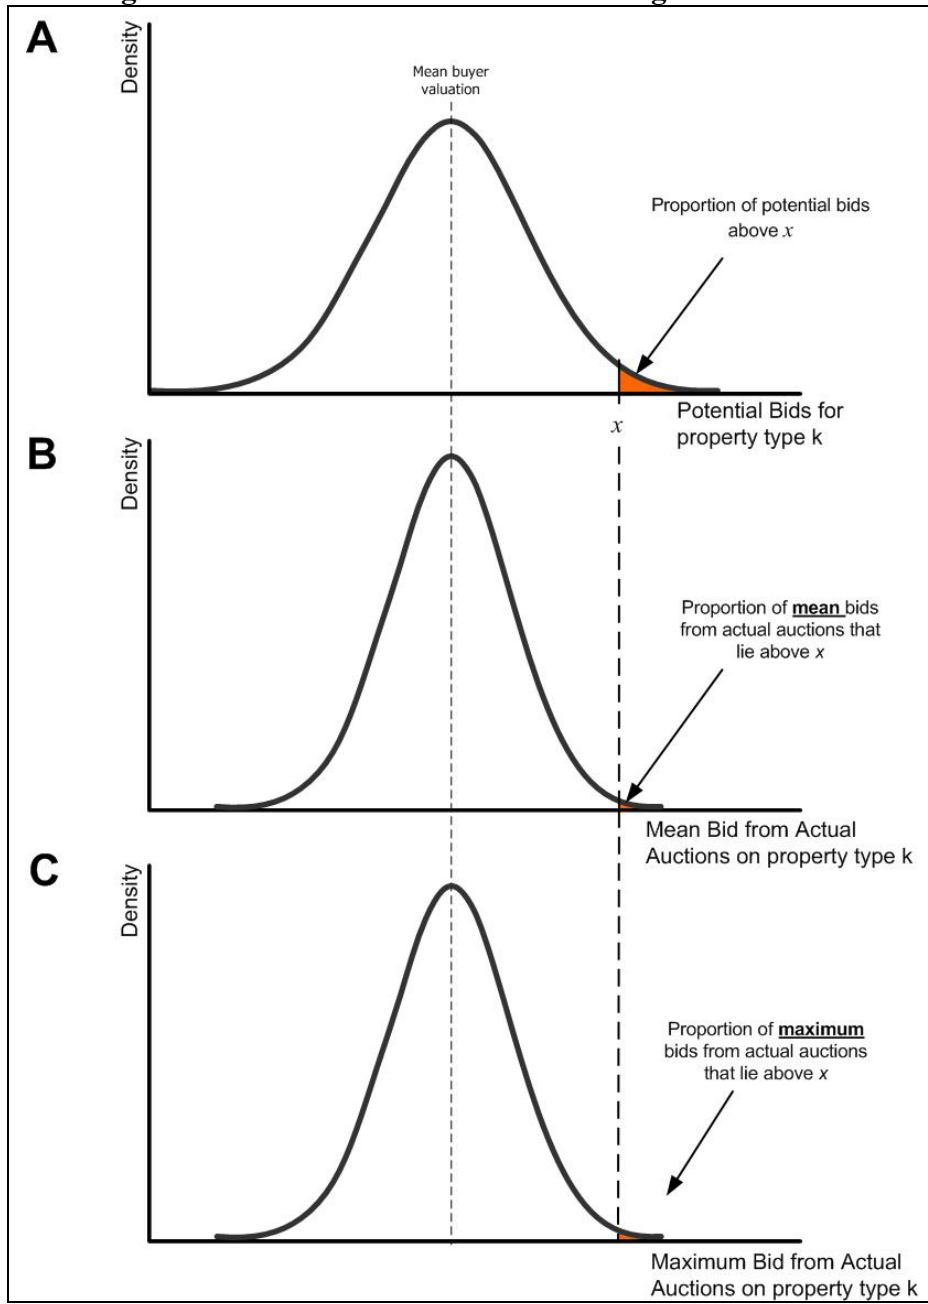 A
Density
Mean buyer
valuation
Proportion of potential bids
above x
Potential Bids for
property type k
x
B
Density
Proportion of mean bids
from actual auctions that
lie above x
Mean Bid from Actual
Auctions on property type k
C
Density
Proportion of maximum
bids from actual auctions
that lie above x
Maximum Bid from Actual
Auctions on property type k